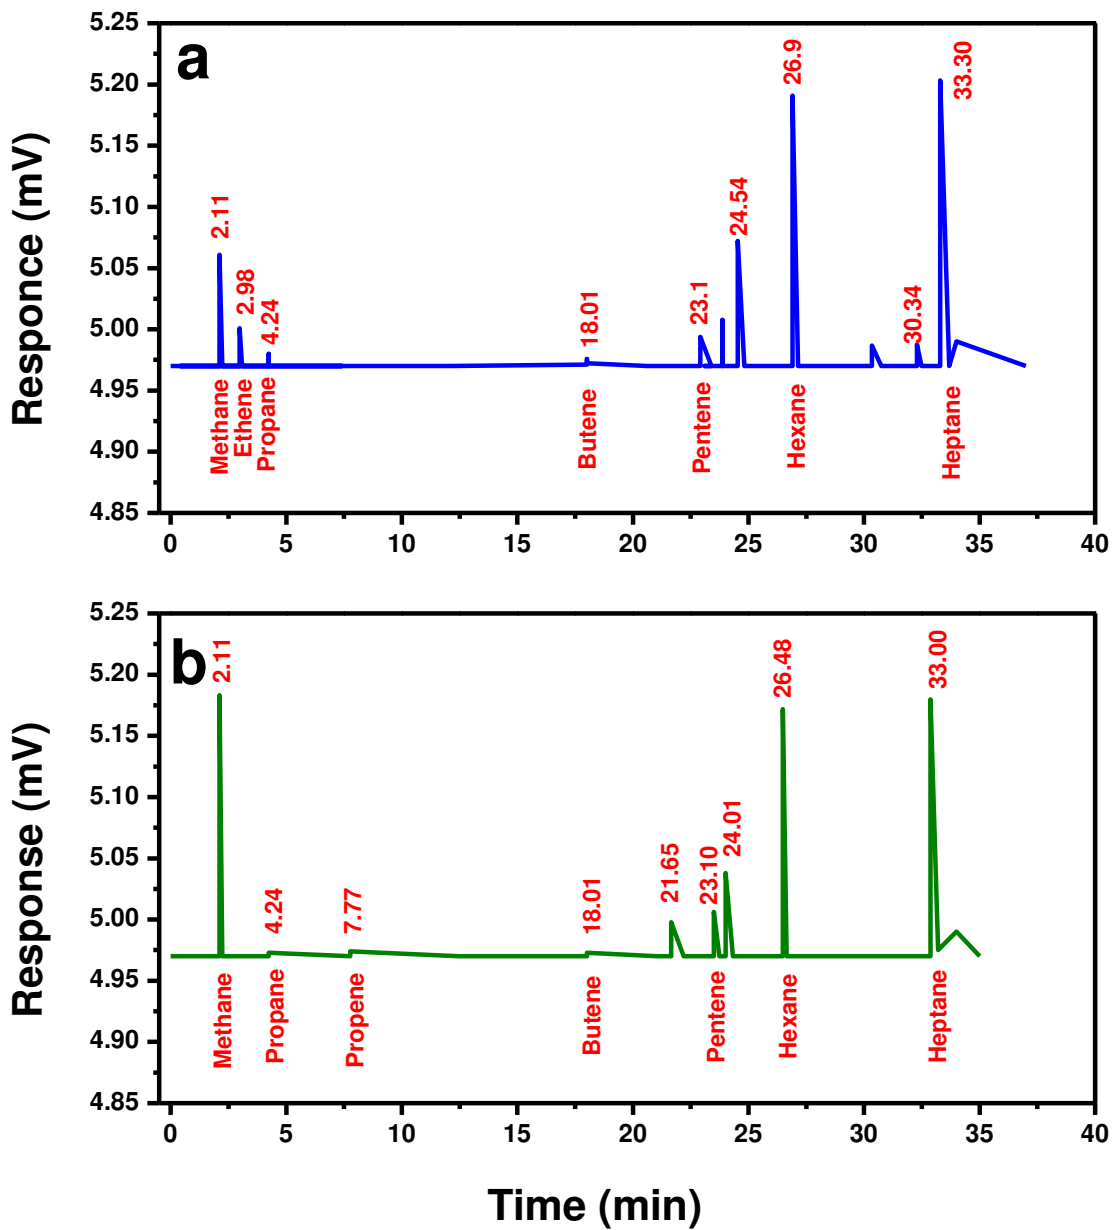 a
Responce (mV)
5.25
5.20
5.15
5.10
5.05
5.00
4.95
4.90
4.85
2.11
2.98
4.24
18.01
23.1
24.54
26.9
30.34
33.30
Methane
Ethene
Propane
Butene
Pentene
Hexane
Heptane
0 5 10 15 20 25 30 35 40
b
Response (mV)
5.25
5.20
5.15
5.10
5.05
5.00
4.95
4.90
4.85
2.11
4.24
7.77
18.01
21.65
23.10
24.01
26.48
33.00
Methane
Propane
Propene
Butene
Pentene
Hexane
Heptane
0 5 10 15 20 25 30 35 40
Time (min)